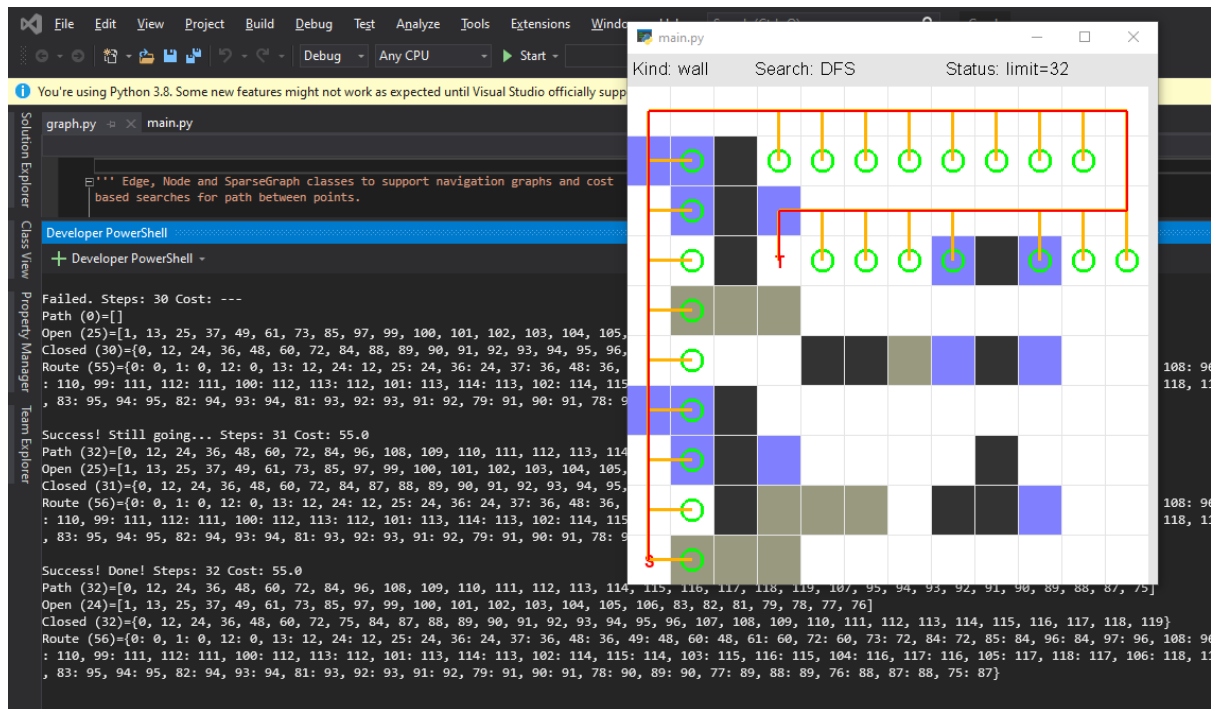 File Edit View Project Build Debug Test Analyze Tools Extensions
Debug Any CPU Start
main.py
Kind: wall Search: DFS Status: limit=32
You're using Python 3.8. Some new features might not work as expected until Visual Studio officially supp
graph.py main.py
Solution Explorer
Class View
Property Manager
Team Explorer
''' Edge, Node and SparseGraph classes to support navigation graphs and cost
based searches for path between points.
Developer PowerShell
Developer PowerShell
T
S
Failed. Steps: 30 Cost: ---
Path (0)=[]
Open (25)=[1, 13, 25, 37, 49, 61, 73, 85, 97, 99, 100, 101, 102, 103, 104, 105,
Closed (30)={0, 12, 24, 36, 48, 60, 72, 84, 88, 89, 90, 91, 92, 93, 94, 95, 96,
Route (55)={0: 0, 1: 0, 12: 0, 13: 12, 24: 12, 25: 24, 36: 24, 37: 36, 48: 36, 108: 96
: 110, 99: 111, 112: 111, 100: 112, 113: 112, 101: 113, 114: 113, 102: 114, 115 118, 11
, 83: 95, 94: 95, 82: 94, 93: 94, 81: 93, 92: 93, 91: 92, 79: 91, 90: 91, 78: 9
Success! Still going... Steps: 31 Cost: 55.0
Path (32)=[0, 12, 24, 36, 48, 60, 72, 84, 96, 108, 109, 110, 111, 112, 113, 114
Open (25)=[1, 13, 25, 37, 49, 61, 73, 85, 97, 99, 100, 101, 102, 103, 104, 105,
Closed (31)={0, 12, 24, 36, 48, 60, 72, 84, 87, 88, 89, 90, 91, 92, 93, 94, 95,
Route (56)={0: 0, 1: 0, 12: 0, 13: 12, 24: 12, 25: 24, 36: 24, 37: 36, 48: 36, 108: 96
: 110, 99: 111, 112: 111, 100: 112, 113: 112, 101: 113, 114: 113, 102: 114, 115 118, 11
, 83: 95, 94: 95, 82: 94, 93: 94, 81: 93, 92: 93, 91: 92, 79: 91, 90: 91, 78: 9
Success! Done! Steps: 32 Cost: 55.0
Path (32)=[0, 12, 24, 36, 48, 60, 72, 84, 96, 108, 109, 110, 111, 112, 113, 114, 115, 116, 117, 118, 119, 107, 95, 94, 93, 92, 91, 90, 89, 88, 87, 75]
Open (24)=[1, 13, 25, 37, 49, 61, 73, 85, 97, 99, 100, 101, 102, 103, 104, 105, 106, 83, 82, 81, 79, 78, 77, 76]
Closed (32)={0, 12, 24, 36, 48, 60, 72, 75, 84, 87, 88, 89, 90, 91, 92, 93, 94, 95, 96, 107, 108, 109, 110, 111, 112, 113, 114, 115, 116, 117, 118, 119}
Route (56)={0: 0, 1: 0, 12: 0, 13: 12, 24: 12, 25: 24, 36: 24, 37: 36, 48: 36, 49: 48, 60: 48, 61: 60, 72: 60, 73: 72, 84: 72, 85: 84, 96: 84, 97: 96, 108: 96
: 110, 99: 111, 112: 111, 100: 112, 113: 112, 101: 113, 114: 113, 102: 114, 115: 114, 103: 115, 116: 115, 104: 116, 117: 116, 105: 117, 118: 117, 106: 118, 11
, 83: 95, 94: 95, 82: 94, 93: 94, 81: 93, 92: 93, 91: 92, 79: 91, 90: 91, 78: 90, 89: 90, 77: 89, 88: 89, 76: 88, 87: 88, 75: 87}